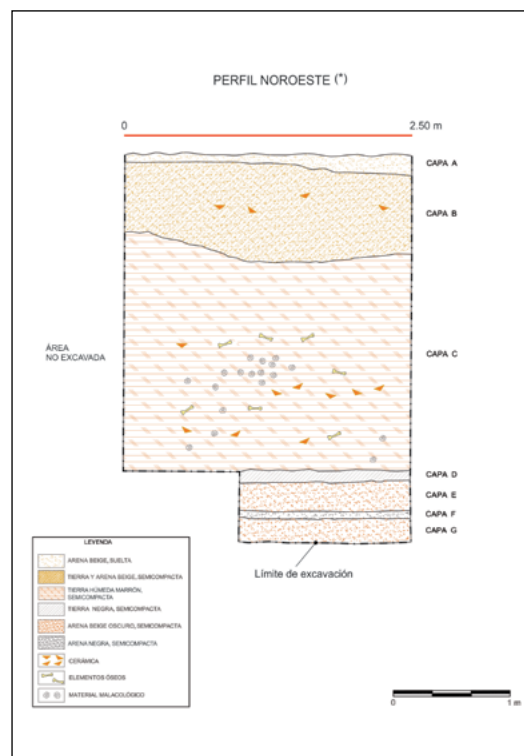 PERFIL NOROESTE (*)
0
2.50 m
CAPA A
CAPA B
ÁREA
NO EXCAVADA
CAPA C
CAPA D
CAPA E
CAPA F
CAPA G
Límite de excavación
LEYENDA
ARENA BEIGE, SUELTA
TIERRA Y ARENA BEIGE, SEMICOMPACTA
TIERRA HÚMEDA MARRÓN,
SEMICOMPACTA
TIERRA NEGRA, SEMICOMPACTA
ARENA BEIGE OSCURO, SEMICOMPACTA
ARENA NEGRA, SEMICOMPACTA
CERÁMICA
ELEMENTOS ÓSEOS
MATERIAL MALACOLÓGICO
0
1 m